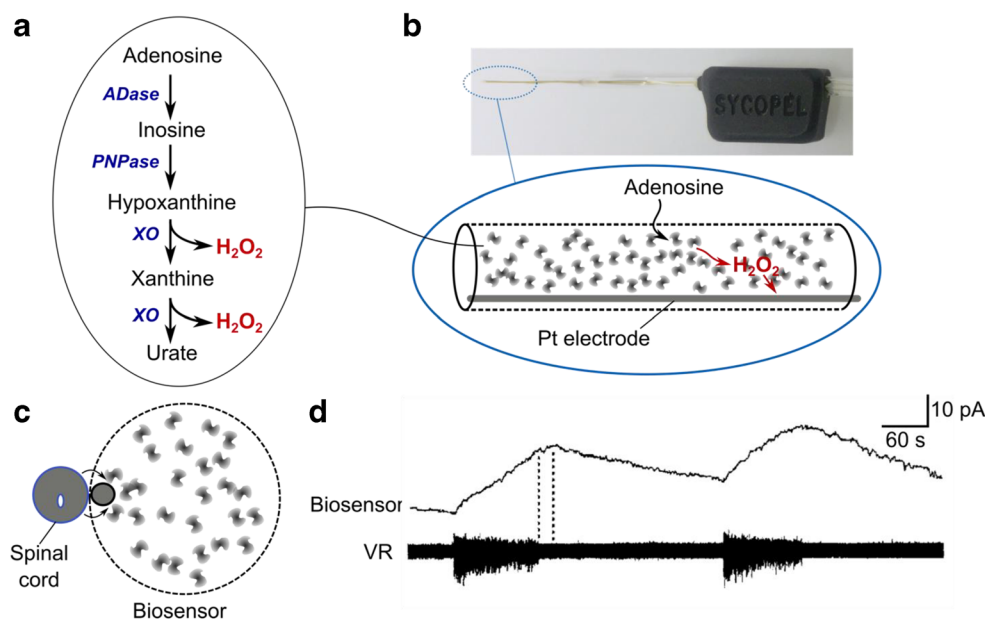 a
Adenosine
ADase
Inosine
PNPase
Hypoxanthine
XO
H₂O₂
Xanthine
XO
H₂O₂
Urate
b
SYCOPEL
Adenosine
H₂O₂
Pt electrode
c
Spinal
cord
Biosensor
d
10 pA
60 s
Biosensor
VR